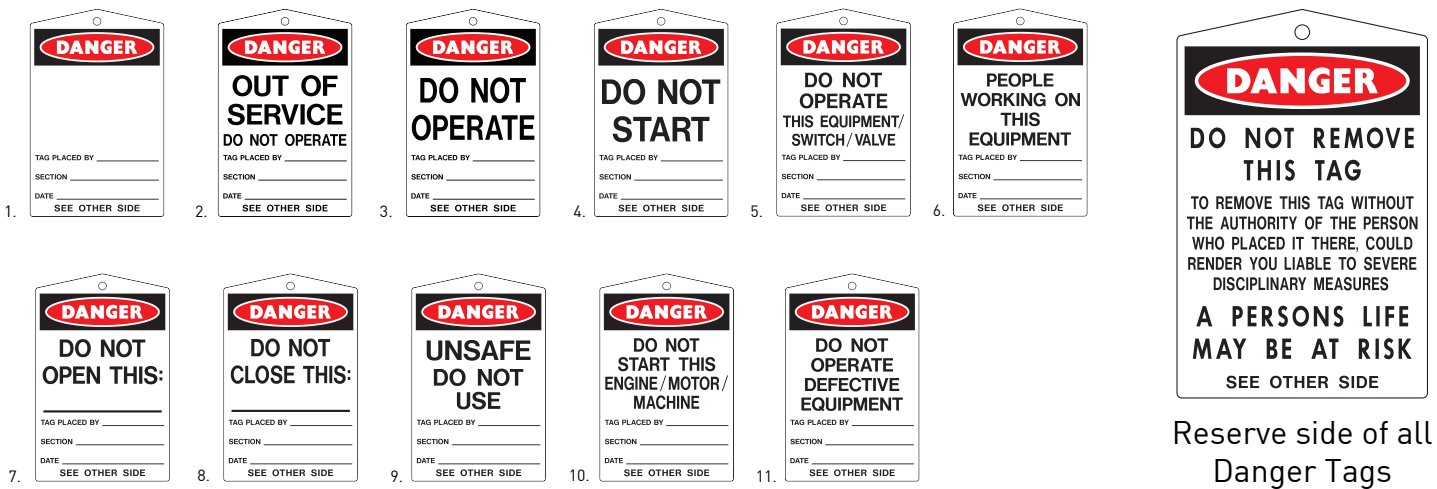 DANGER
TAG PLACED BY
SECTION
DATE
SEE OTHER SIDE
1.
DANGER
OUT OF
SERVICE
DO NOT OPERATE
TAG PLACED BY
SECTION
DATE
SEE OTHER SIDE
2.
DANGER
DO NOT
OPERATE
TAG PLACED BY
SECTION
DATE
SEE OTHER SIDE
3.
DANGER
DO NOT
START
TAG PLACED BY
SECTION
DATE
SEE OTHER SIDE
4.
DANGER
DO NOT
OPERATE
THIS EQUIPMENT/
SWITCH/VALVE
TAG PLACED BY
SECTION
DATE
SEE OTHER SIDE
5.
DANGER
PEOPLE
WORKING ON
THIS
EQUIPMENT
TAG PLACED BY
SECTION
DATE
SEE OTHER SIDE
6.
DANGER
DO NOT
OPEN THIS:
TAG PLACED BY
SECTION
DATE
SEE OTHER SIDE
7.
DANGER
DO NOT
CLOSE THIS:
TAG PLACED BY
SECTION
DATE
SEE OTHER SIDE
8.
DANGER
UNSAFE
DO NOT
USE
TAG PLACED BY
SECTION
DATE
SEE OTHER SIDE
9.
DANGER
DO NOT
START THIS
ENGINE/MOTOR/
MACHINE
TAG PLACED BY
SECTION
DATE
SEE OTHER SIDE
10.
DANGER
DO NOT
OPERATE
DEFECTIVE
EQUIPMENT
TAG PLACED BY
SECTION
DATE
SEE OTHER SIDE
11.
DANGER
DO NOT REMOVE
THIS TAG
TO REMOVE THIS TAG WITHOUT
THE AUTHORITY OF THE PERSON
WHO PLACED IT THERE, COULD
RENDER YOU LIABLE TO SEVERE
DISCIPLINARY MEASURES
A PERSONS LIFE
MAY BE AT RISK
SEE OTHER SIDE
Reserve side of all
Danger Tags